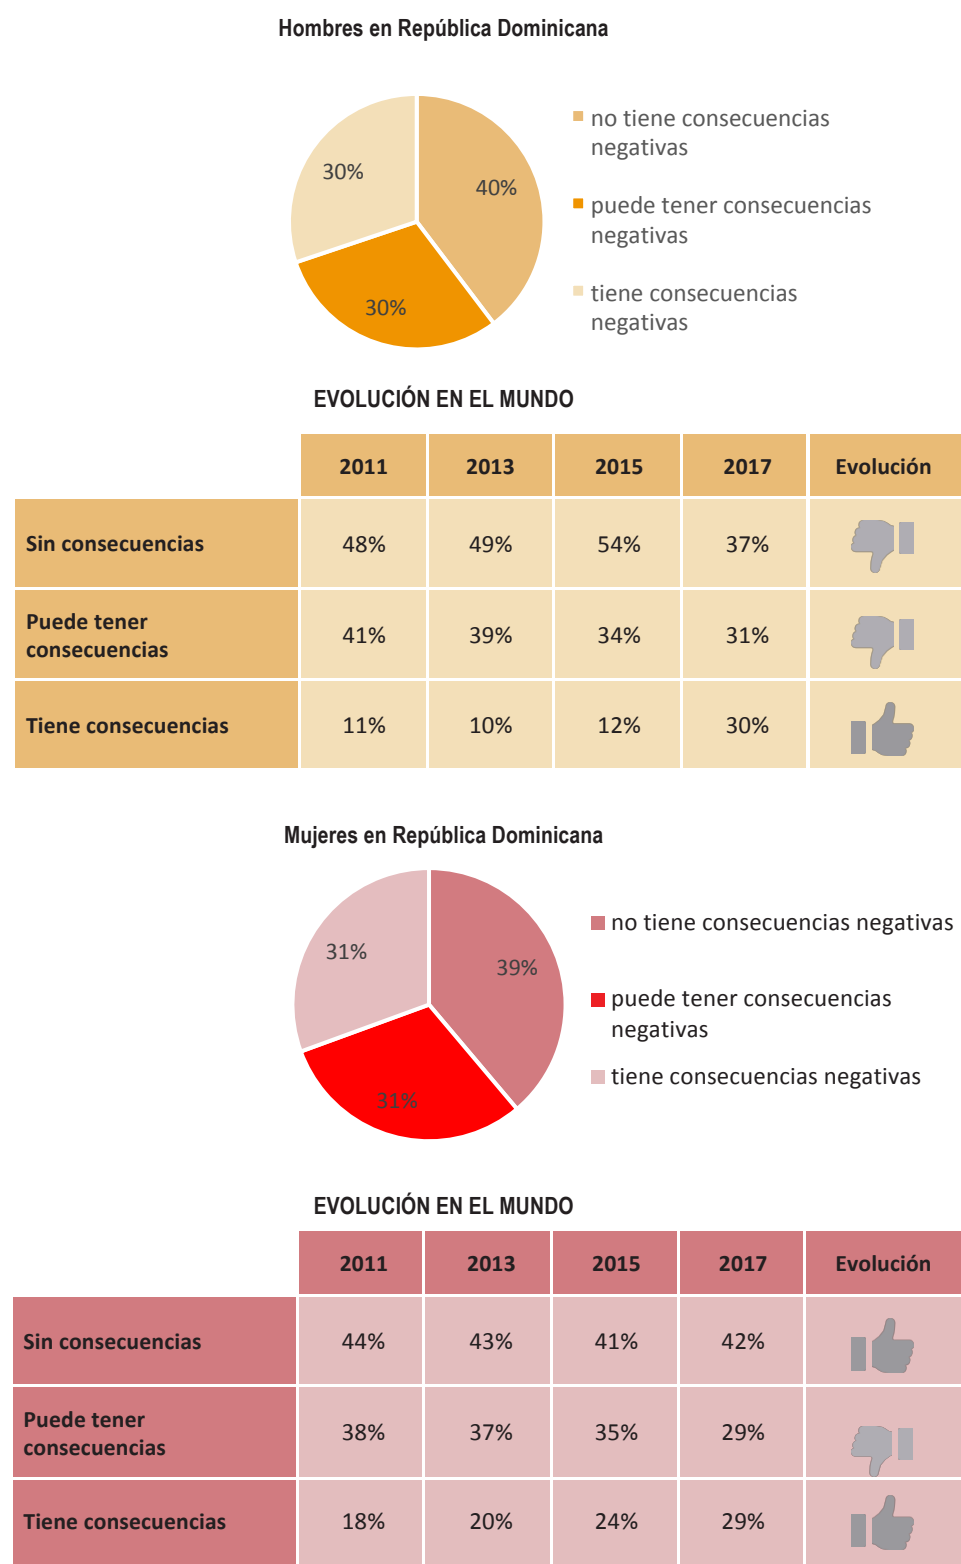 Hombres en República Dominicana
30%
40%
30%
no tiene consecuencias
negativas
puede tener consecuencias
negativas
tiene consecuencias
negativas
EVOLUCIÓN EN EL MUNDO
2011 2013 2015 2017 Evolución
Sin consecuencias 48% 49% 54% 37%
Puede tener
consecuencias 41% 39% 34% 31%
Tiene consecuencias 11% 10% 12% 30%
Mujeres en República Dominicana
31%
39%
31%
no tiene consecuencias negativas
puede tener consecuencias
negativas
tiene consecuencias negativas
EVOLUCIÓN EN EL MUNDO
2011 2013 2015 2017 Evolución
Sin consecuencias 44% 43% 41% 42%
Puede tener
consecuencias 38% 37% 35% 29%
Tiene consecuencias 18% 20% 24% 29%